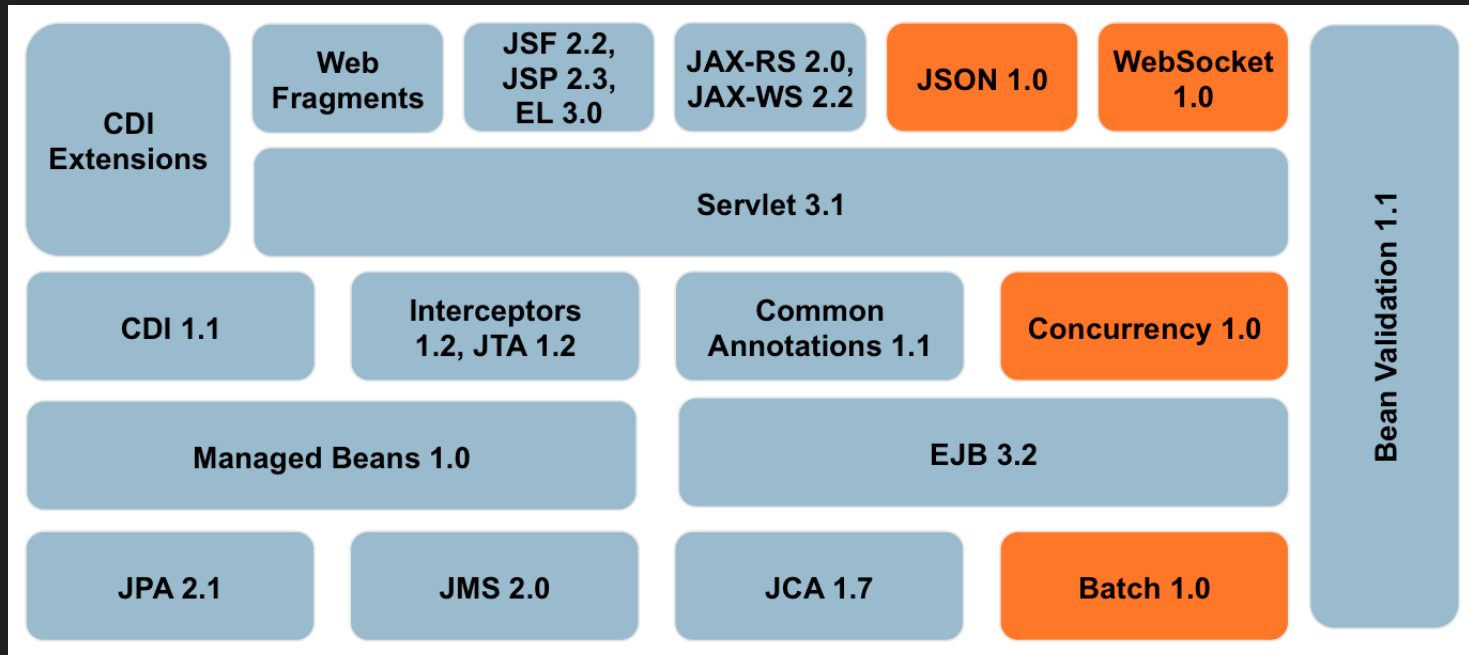 CDI
Extensions
Web
Fragments
JSF 2.2,
JSP 2.3,
EL 3.0
JAX-RS 2.0,
JAX-WS 2.2
JSON 1.0
WebSocket
1.0
Servlet 3.1
CDI 1.1
Interceptors
1.2, JTA 1.2
Common
Annotations 1.1
Concurrency 1.0
Managed Beans 1.0
EJB 3.2
JPA 2.1
JMS 2.0
JCA 1.7
Batch 1.0
Bean Validation 1.1